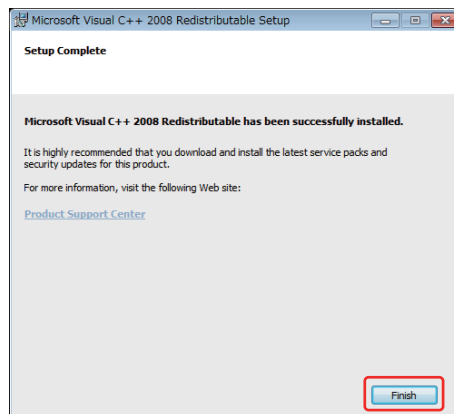 Microsoft Visual C++ 2008 Redistributable Setup
Setup Complete
Microsoft Visual C++ 2008 Redistributable has been successfully installed.
It is highly recommended that you download and install the latest service packs and
security updates for this product.
For more information, visit the following Web site:
Product Support Center
Finish